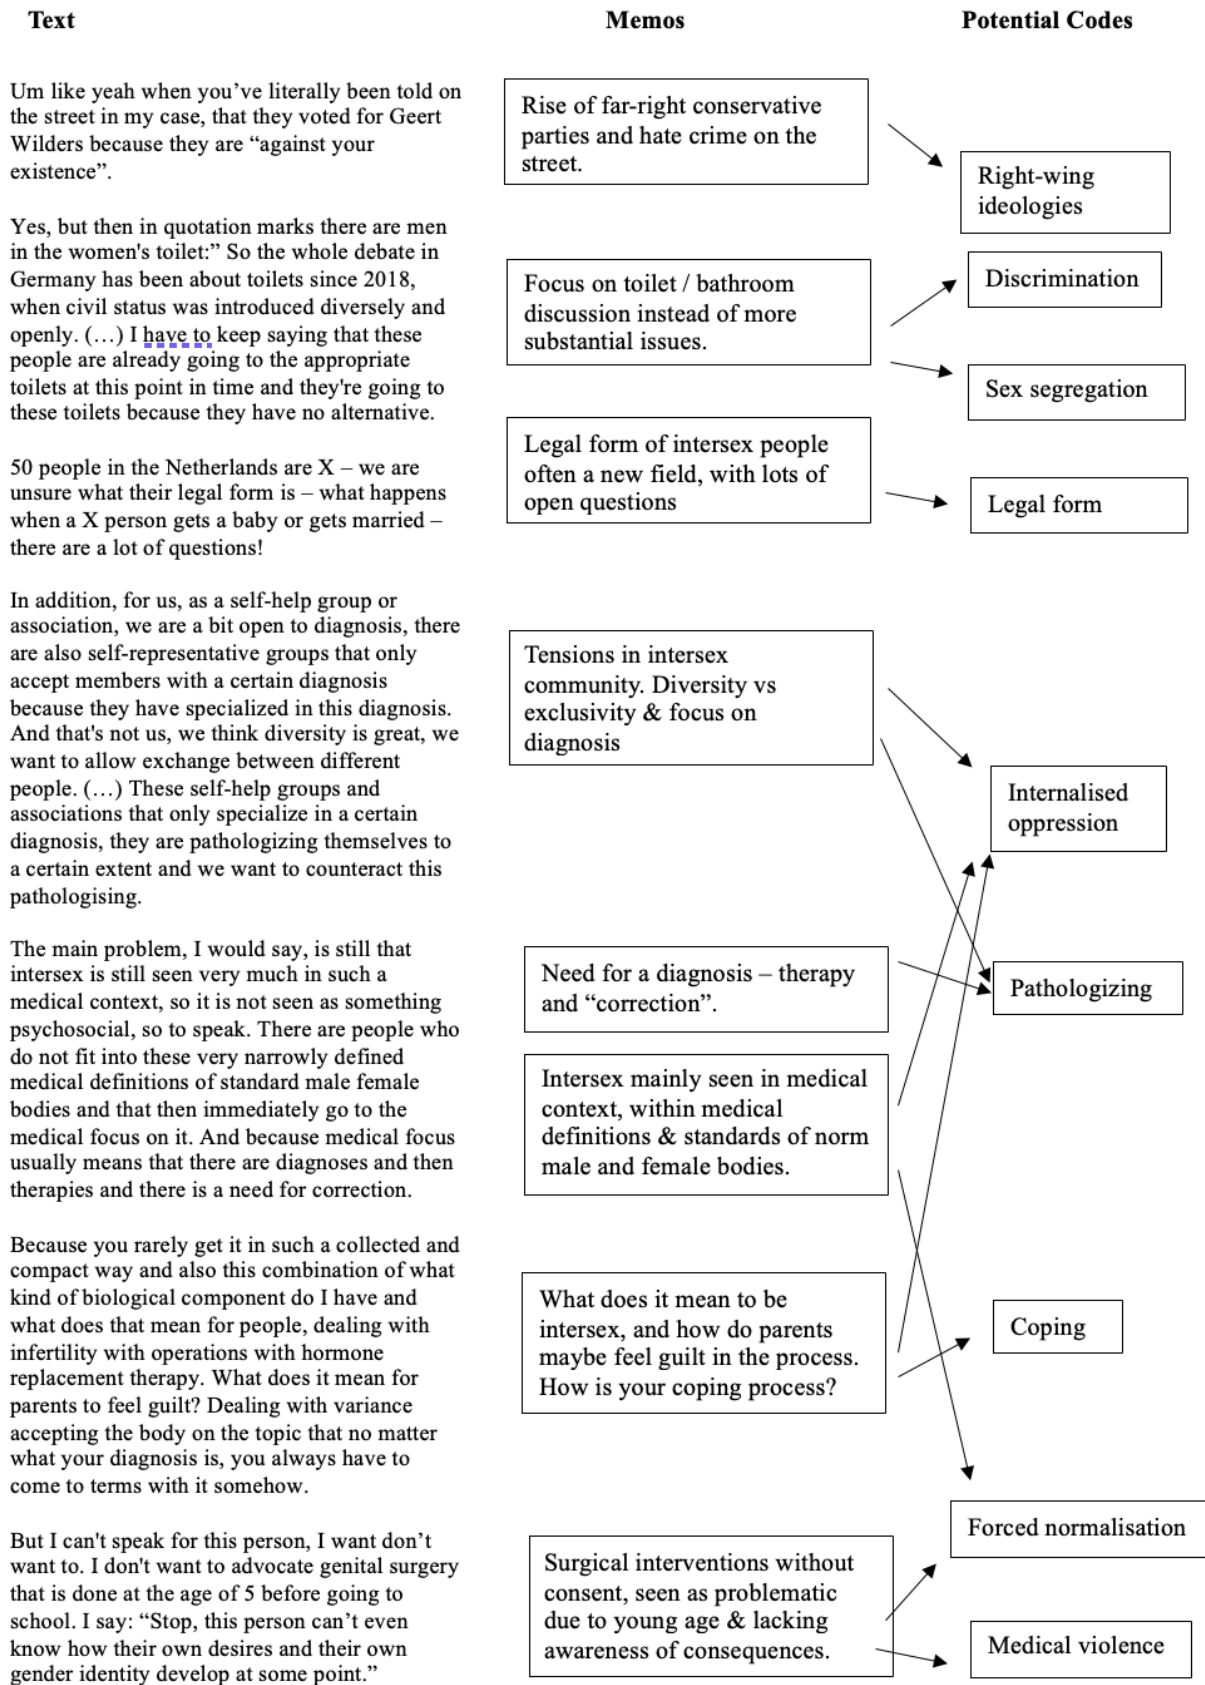 Text
Memos
Potential Codes
Um like yeah when you’ve literally been told on
the street in my case, that they voted for Geert
Wilders because they are “against your
existence”.
Rise of far-right conservative
parties and hate crime on the
street.
Right-wing
ideologies
Yes, but then in quotation marks there are men
in the women's toilet:” So the whole debate in
Germany has been about toilets since 2018,
when civil status was introduced diversely and
openly. (…) I have to keep saying that these
people are already going to the appropriate
toilets at this point in time and they're going to
these toilets because they have no alternative.
Focus on toilet / bathroom
discussion instead of more
substantial issues.
Discrimination
Sex segregation
50 people in the Netherlands are X – we are
unsure what their legal form is – what happens
when a X person gets a baby or gets married –
there are a lot of questions!
Legal form of intersex people
often a new field, with lots of
open questions
Legal form
In addition, for us, as a self-help group or
association, we are a bit open to diagnosis, there
are also self-representative groups that only
accept members with a certain diagnosis
because they have specialized in this diagnosis.
And that's not us, we think diversity is great, we
want to allow exchange between different
people. (…) These self-help groups and
associations that only specialize in a certain
diagnosis, they are pathologizing themselves to
a certain extent and we want to counteract this
pathologising.
Tensions in intersex
community. Diversity vs
exclusivity & focus on
diagnosis
Internalised
oppression
The main problem, I would say, is still that
intersex is still seen very much in such a
medical context, so it is not seen as something
psychosocial, so to speak. There are people who
do not fit into these very narrowly defined
medical definitions of standard male female
bodies and that then immediately go to the
medical focus on it. And because medical focus
usually means that there are diagnoses and then
therapies and there is a need for correction.
Need for a diagnosis – therapy
and “correction”.
Pathologizing
Intersex mainly seen in medical
context, within medical
definitions & standards of norm
male and female bodies.
Because you rarely get it in such a collected and
compact way and also this combination of what
kind of biological component do I have and
what does that mean for people, dealing with
infertility with operations with hormone
replacement therapy. What does it mean for
parents to feel guilt? Dealing with variance
accepting the body on the topic that no matter
what your diagnosis is, you always have to
come to terms with it somehow.
What does it mean to be
intersex, and how do parents
maybe feel guilt in the process.
How is your coping process?
Coping
Forced normalisation
But I can't speak for this person, I want don’t
want to. I don't want to advocate genital surgery
that is done at the age of 5 before going to
school. I say: “Stop, this person can’t even
know how their own desires and their own
gender identity develop at some point.”
Surgical interventions without
consent, seen as problematic
due to young age & lacking
awareness of consequences.
Medical violence